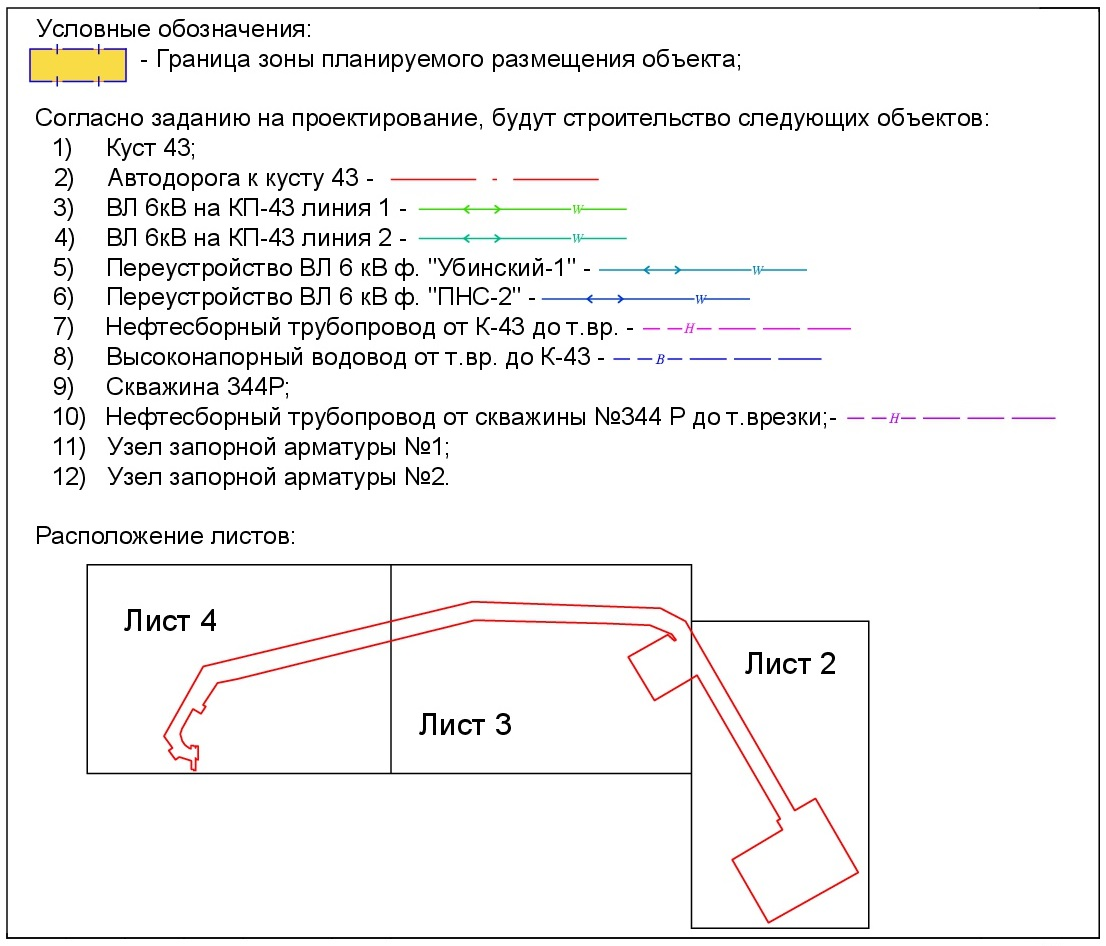 Условные обозначения:
- Граница зоны планируемого размещения объекта;
Согласно заданию на проектирование, будут строительство следующих объектов:
1) Куст 43;
2) Автодорога к кусту 43 -
3) ВЛ 6кВ на КП-43 линия 1 - W
4) ВЛ 6кВ на КП-43 линия 2 - W
5) Переустройство ВЛ 6 кВ ф. "Убинский-1" - W
6) Переустройство ВЛ 6 кВ ф. "ПНС-2" - W
7) Нефтесборный трубопровод от К-43 до т.вр. - Н
8) Высоконапорный водовод от т.вр. до К-43 - В
9) Скважина 344Р;
10) Нефтесборный трубопровод от скважины №344 Р до т.врезки;- Н
11) Узел запорной арматуры №1;
12) Узел запорной арматуры №2.
Расположение листов:
Лист 4
Лист 3
Лист 2